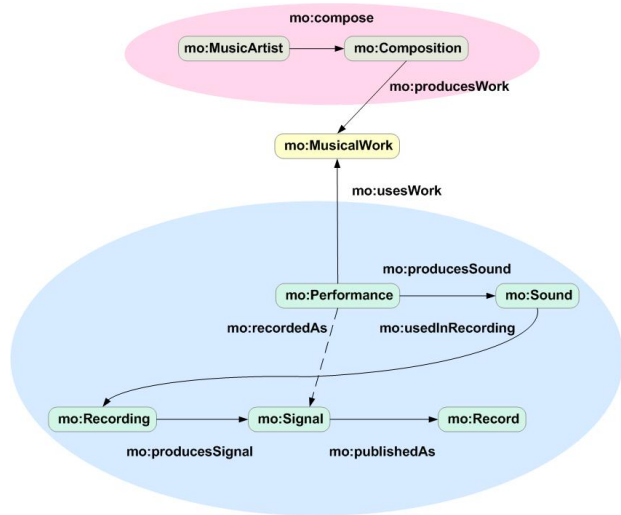 mo:compose
mo:MusicArtist
mo:Composition
mo:producesWork
mo:MusicalWork
mo:usesWork
mo:producesSound
mo:Performance
mo:Sound
mo:recordedAs
mo:usedInRecording
mo:Recording
mo:Signal
mo:Record
mo:producesSignal
mo:publishedAs